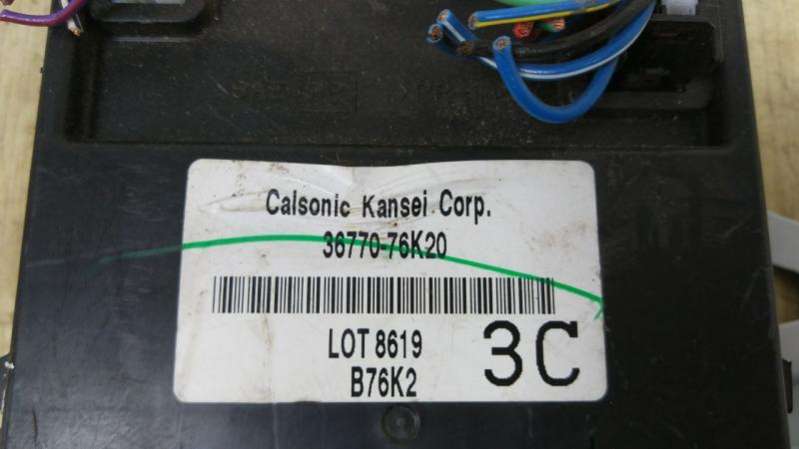 Calsonic Kansei Corp.
36770-76K20
LOT 8619
3C
B76K2